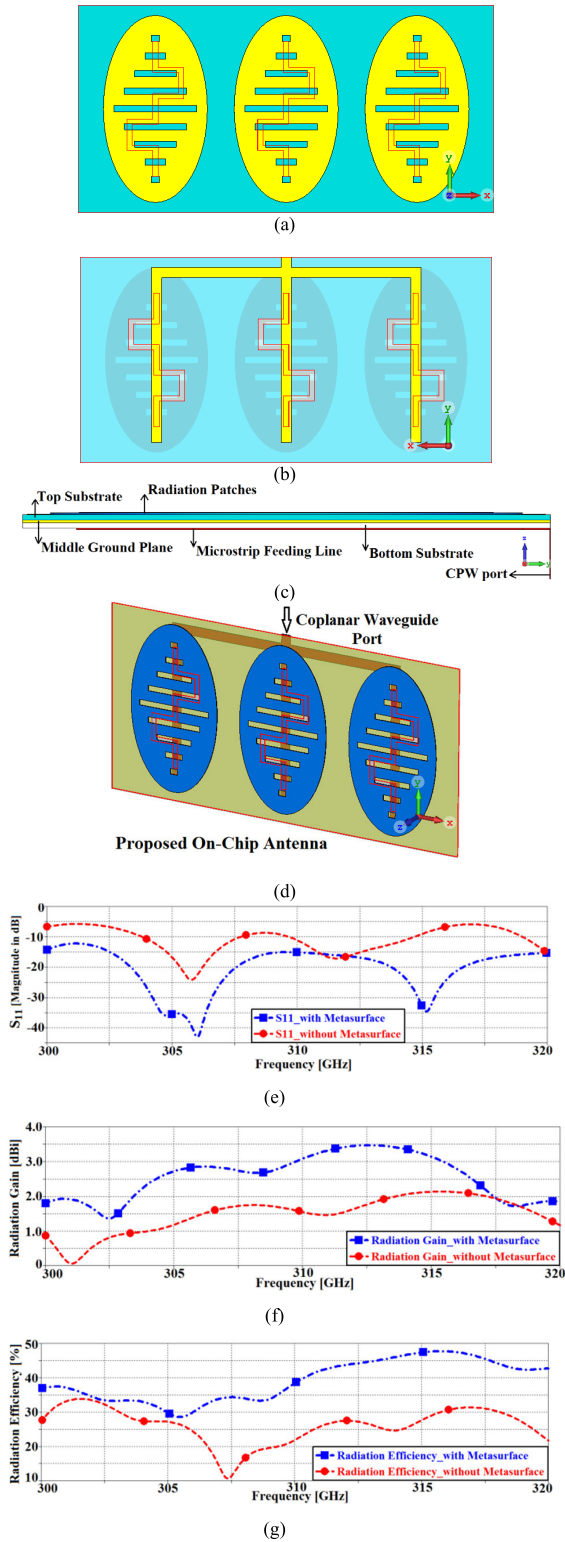 y
z
x
(a)
y
x
(b)
Top Substrate
Radiation Patches
Middle Ground Plane
Microstrip Feeding Line
Bottom Substrate
z
y
CPW port
(c)
Coplanar Waveguide
Port
y
z
x
Proposed On-Chip Antenna
(d)
S11 [Magnitude in dB]
0
-10
-20
-30
-40
S11_with Metasurface
S11_without Metasurface
300
305
310
315
320
Frequency [GHz]
(e)
Radiation Gain [dBi]
4.0
3.0
2.0
1.0
0
Radiation Gain_with Metasurface
Radiation Gain_without Metasurface
300
305
310
315
320
Frequency [GHz]
(f)
Radiation Efficiency [%]
50
40
30
20
10
Radiation Efficiency_with Metasurface
Radiation Efficiency_without Metasurface
300
305
310
315
320
Frequency [GHz]
(g)